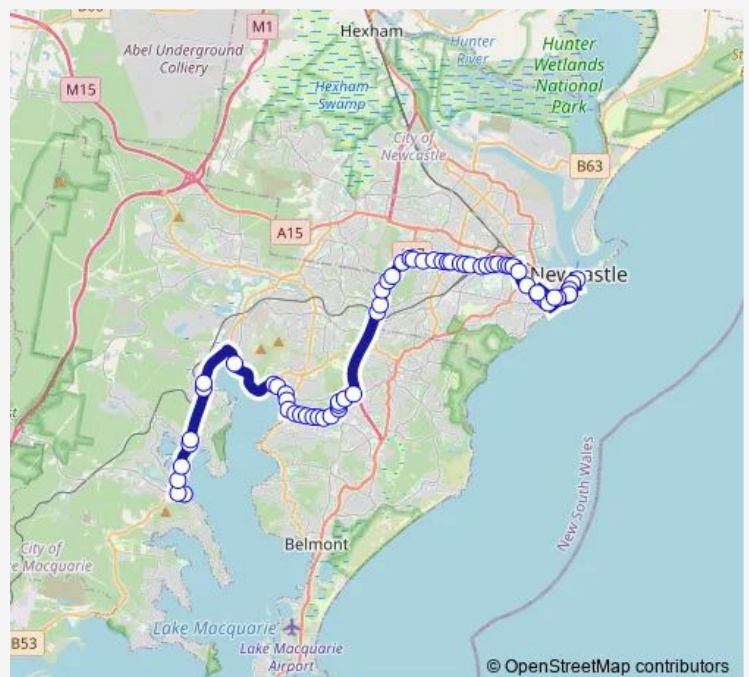 M1
Hexham
Abel Underground
Colliery
Hunter
River
Hunter
Wetlands
National
Park
M15
Hexham
Swamp
City of
Newcastle
B63
A15
Newcastle
New South Wales
City of
Belmont
e Macquarie
Lake Macquarie
B53
Lake Macquarie
Airport
© OpenStreetMap contributors